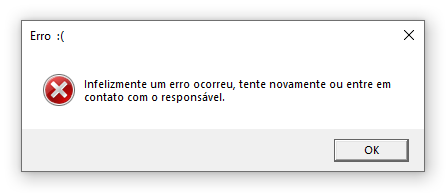 Erro :(
Infelizmente um erro ocorreu, tente novamente ou entre em
contato com o responsável.
OK